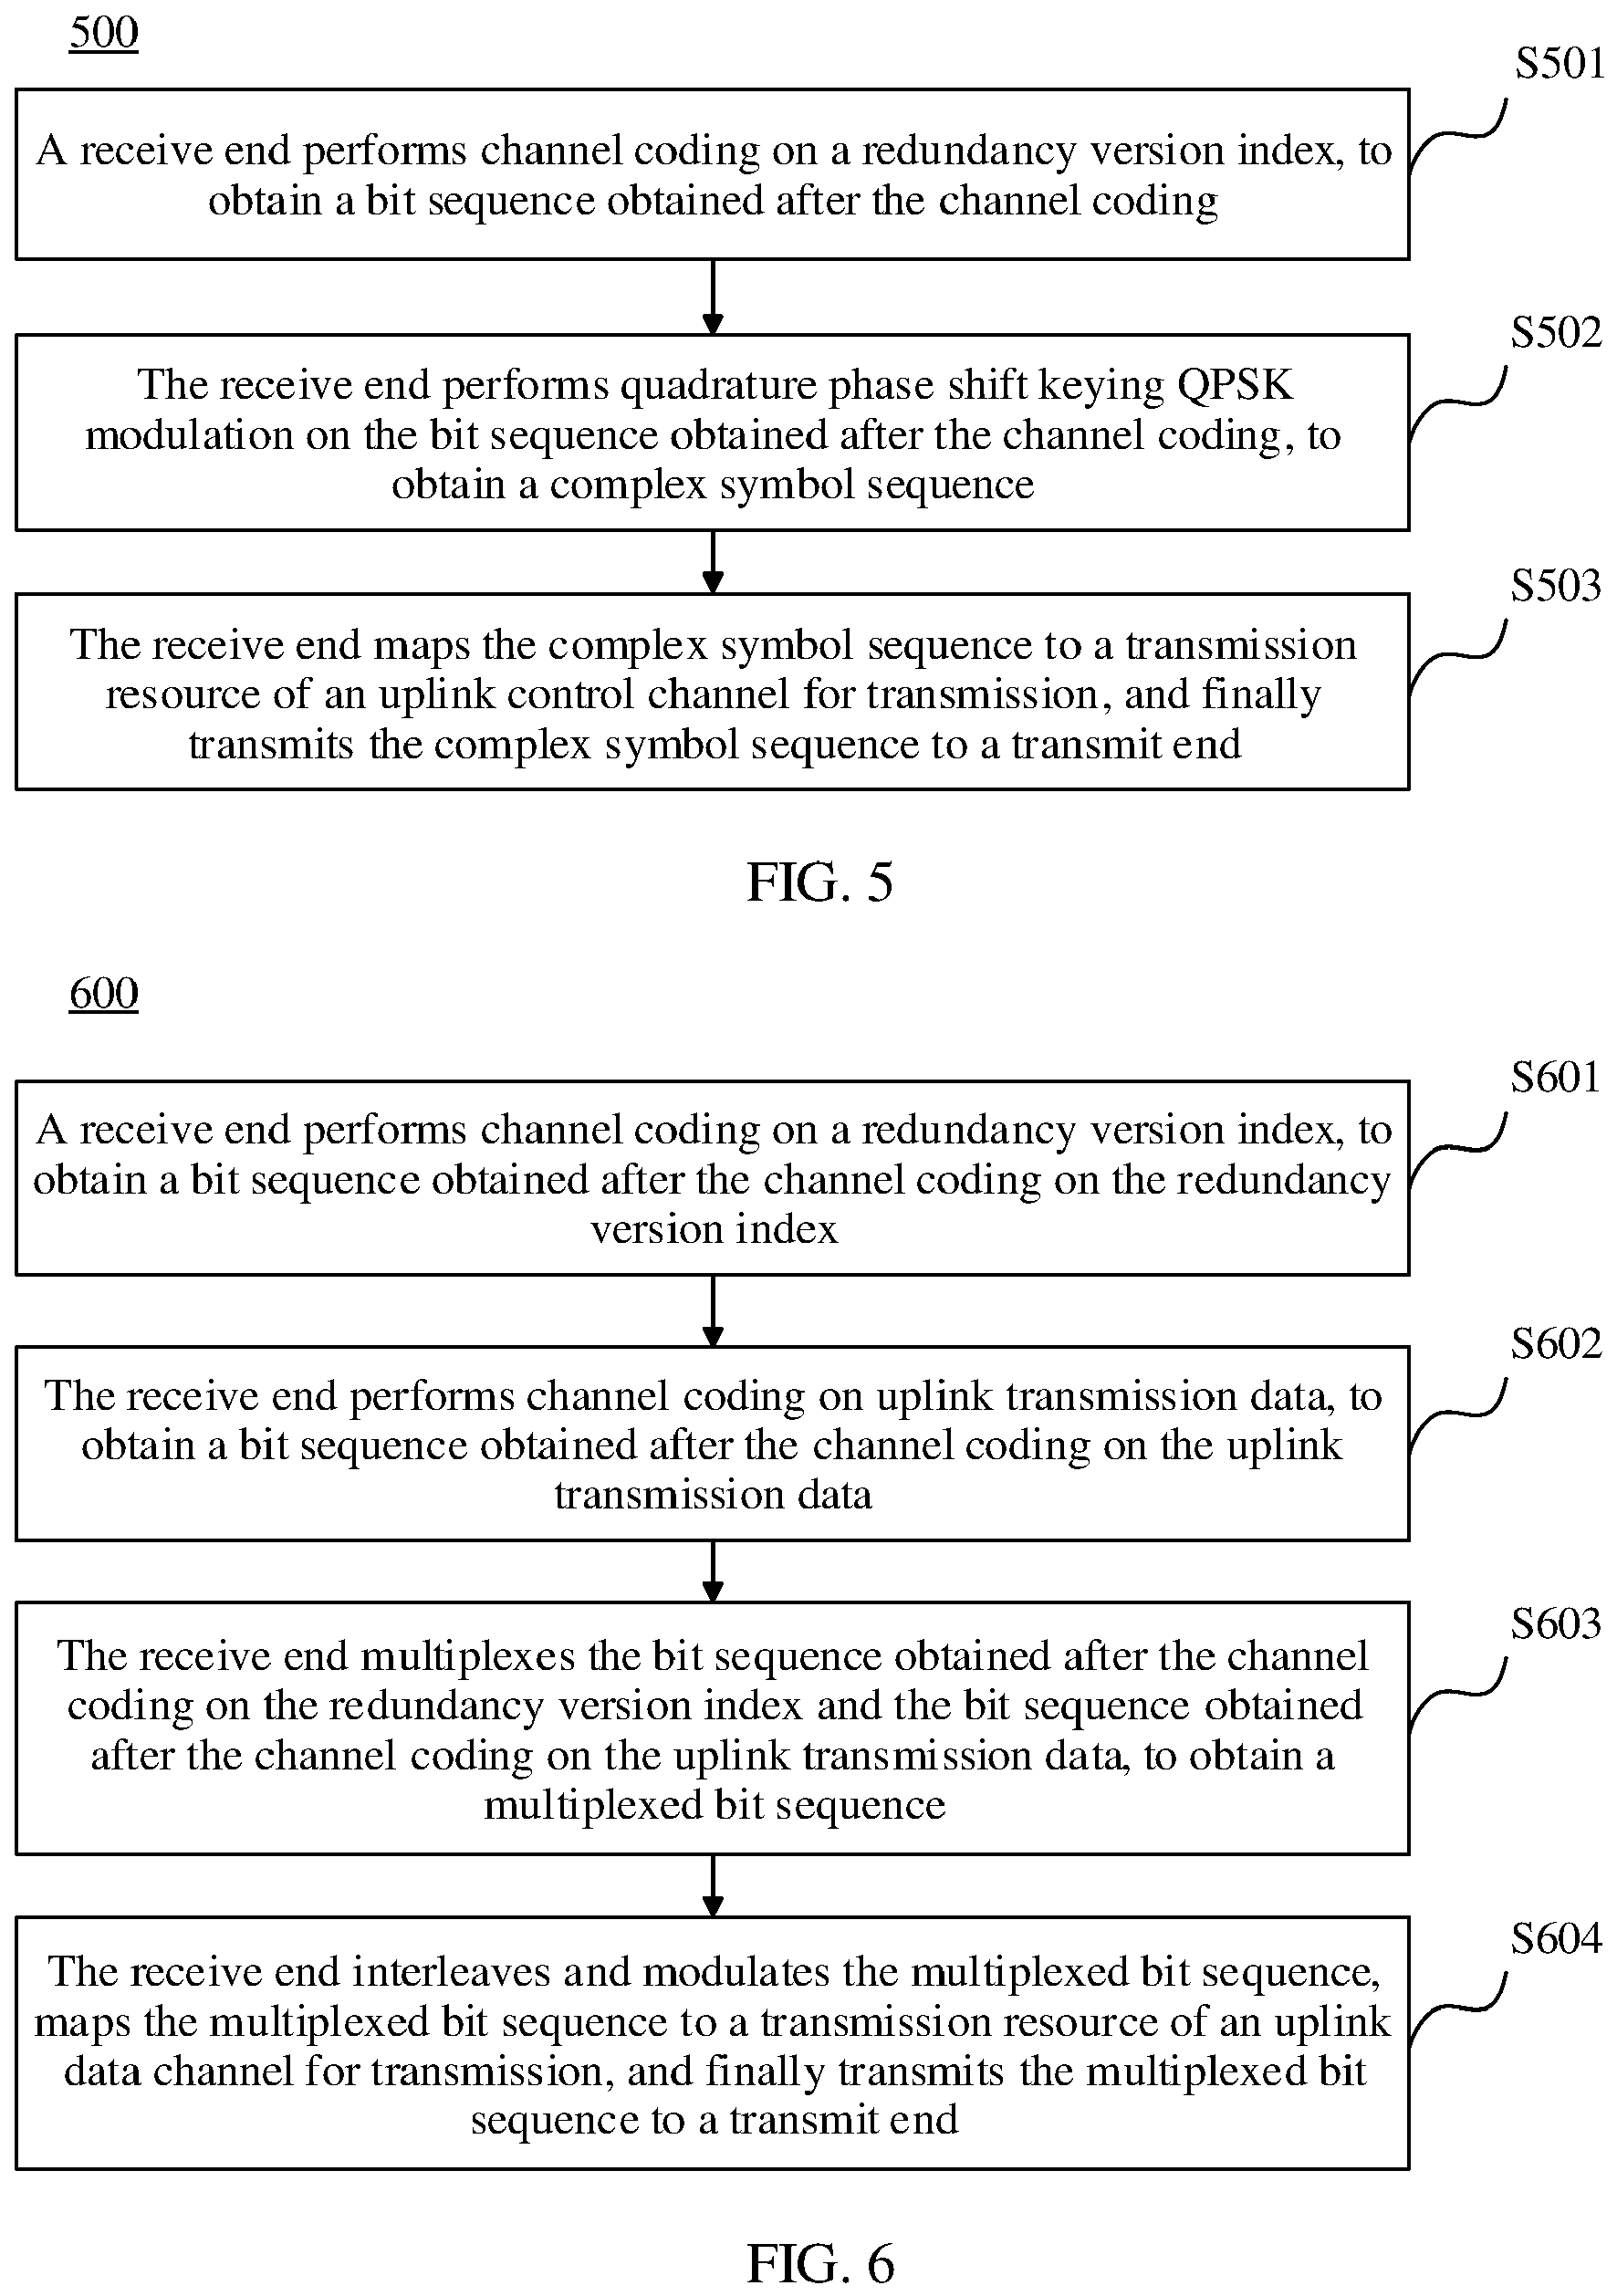 500
S501
A receive end performs channel coding on a redundancy version index, to
obtain a bit sequence obtained after the channel coding
S502
The receive end performs quadrature phase shift keying QPSK
modulation on the bit sequence obtained after the channel coding, to
obtain a complex symbol sequence
S503
The receive end maps the complex symbol sequence to a transmission
resource of an uplink control channel for transmission, and finally
transmits the complex symbol sequence to a transmit end
FIG. 5
600
S601
A receive end performs channel coding on a redundancy version index, to
obtain a bit sequence obtained after the channel coding on the redundancy
version index
S602
The receive end performs channel coding on uplink transmission data, to
obtain a bit sequence obtained after the channel coding on the uplink
transmission data
S603
The receive end multiplexes the bit sequence obtained after the channel
coding on the redundancy version index and the bit sequence obtained
after the channel coding on the uplink transmission data, to obtain a
multiplexed bit sequence
S604
The receive end interleaves and modulates the multiplexed bit sequence,
maps the multiplexed bit sequence to a transmission resource of an uplink
data channel for transmission, and finally transmits the multiplexed bit
sequence to a transmit end
FIG. 6